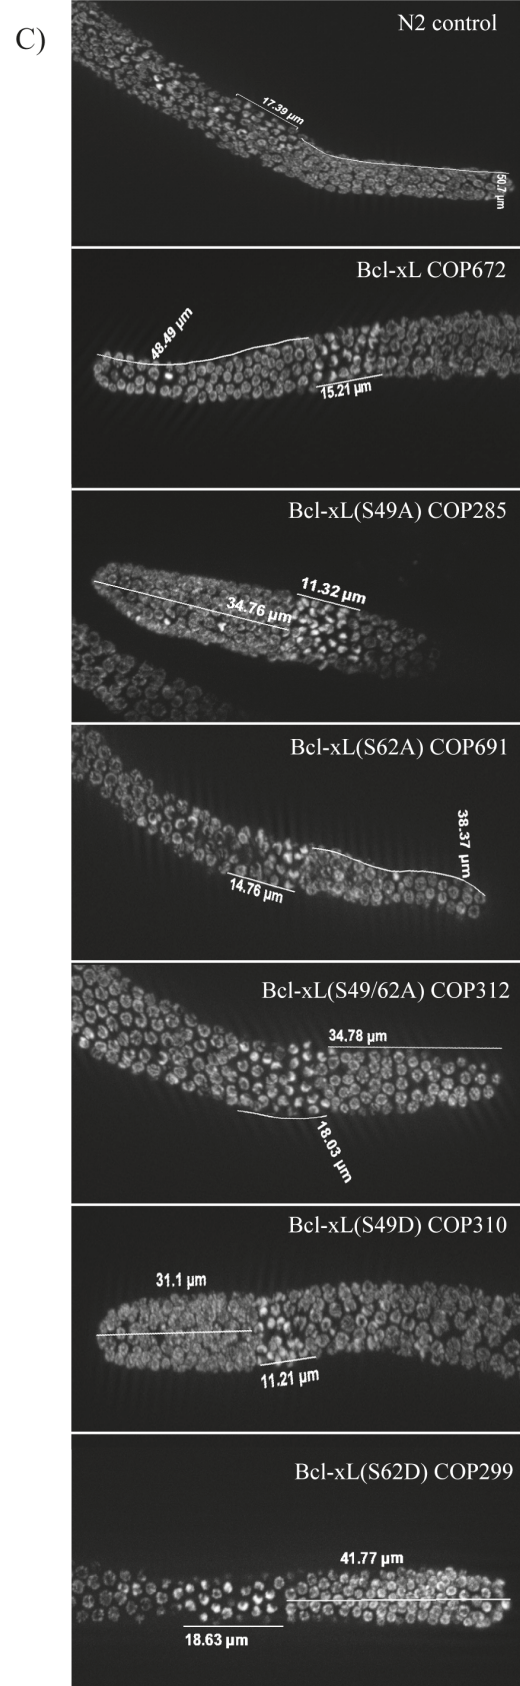 C)
N2 control
17.39 µm
50.7 µm
Bcl-xL COP672
48.49 µm
15.21 µm
Bcl-xL(S49A) COP285
11.32 µm
34.76 µm
Bcl-xL(S62A) COP691
38.37 µm
14.76 µm
Bcl-xL(S49/62A) COP312
34.78 µm
18.03 µm
Bcl-xL(S49D) COP310
31.1 µm
11.21 µm
Bcl-xL(S62D) COP299
41.77 µm
18.63 µm